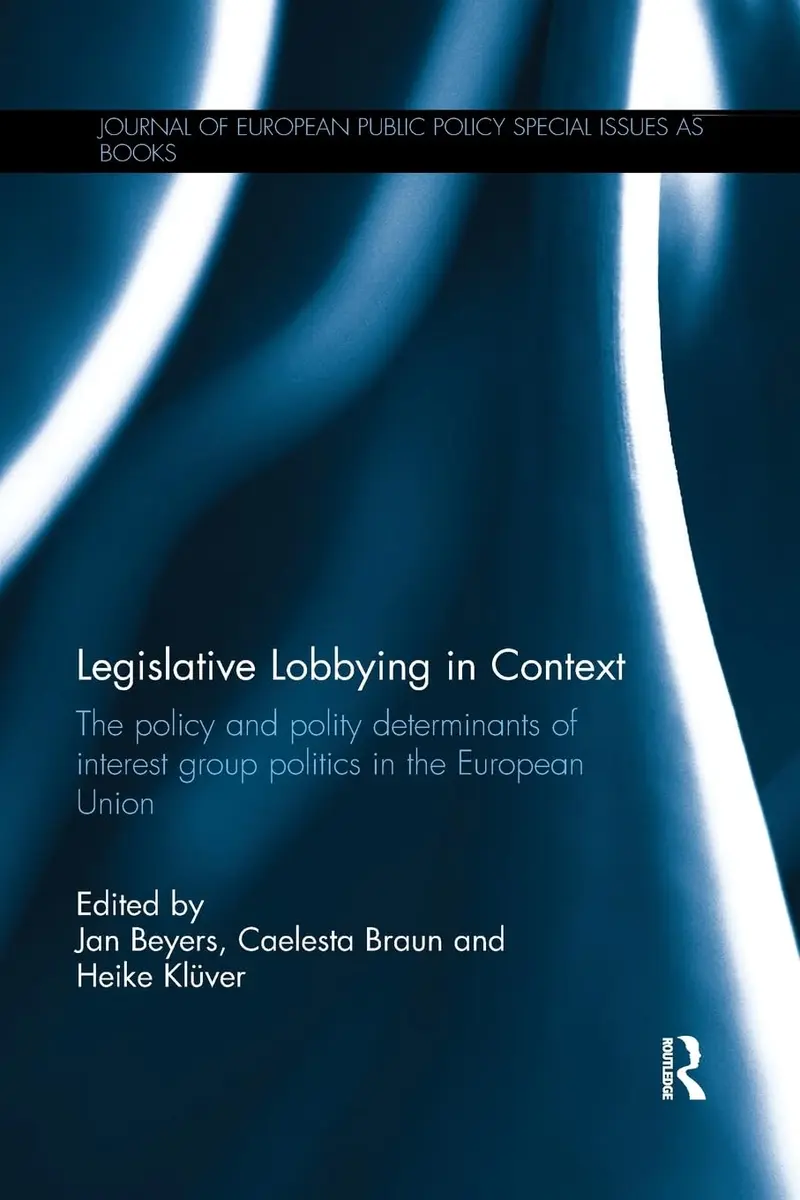 JOURNAL OF EUROPEAN PUBLIC POLICY SPECIAL ISSUES AS
BOOKS
Legislative Lobbying in Context
The policy and polity determinants of
interest group politics in the European
Union
Edited by
Jan Beyers, Caelesta Braun and
Heike Klüver
ROUTLEDGE